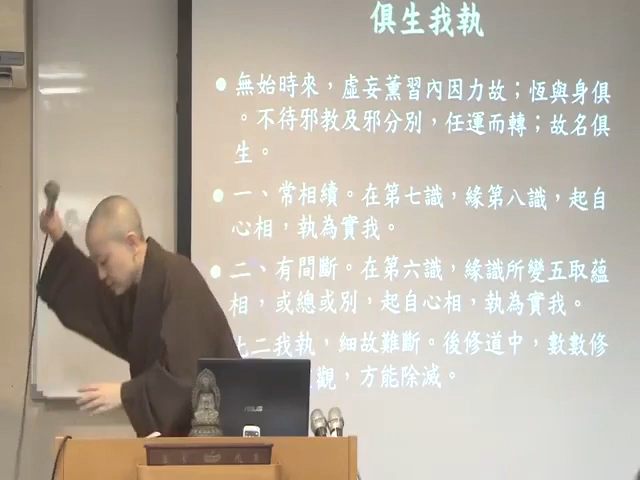 俱生我執
無始時來，虛妄薰習內因力故；恆與身俱
。不待邪教及邪分別，任運而轉；故名俱
生。
一、常相續。在第七識，緣第八識，起自
心相，執為實我。
二、有間斷。在第六識，緣識所變五取蘊
相，或總或別，起自心相，執為實我。
七二我執，細故難斷。後修道中，數數修
觀，方能除滅。
ASUS